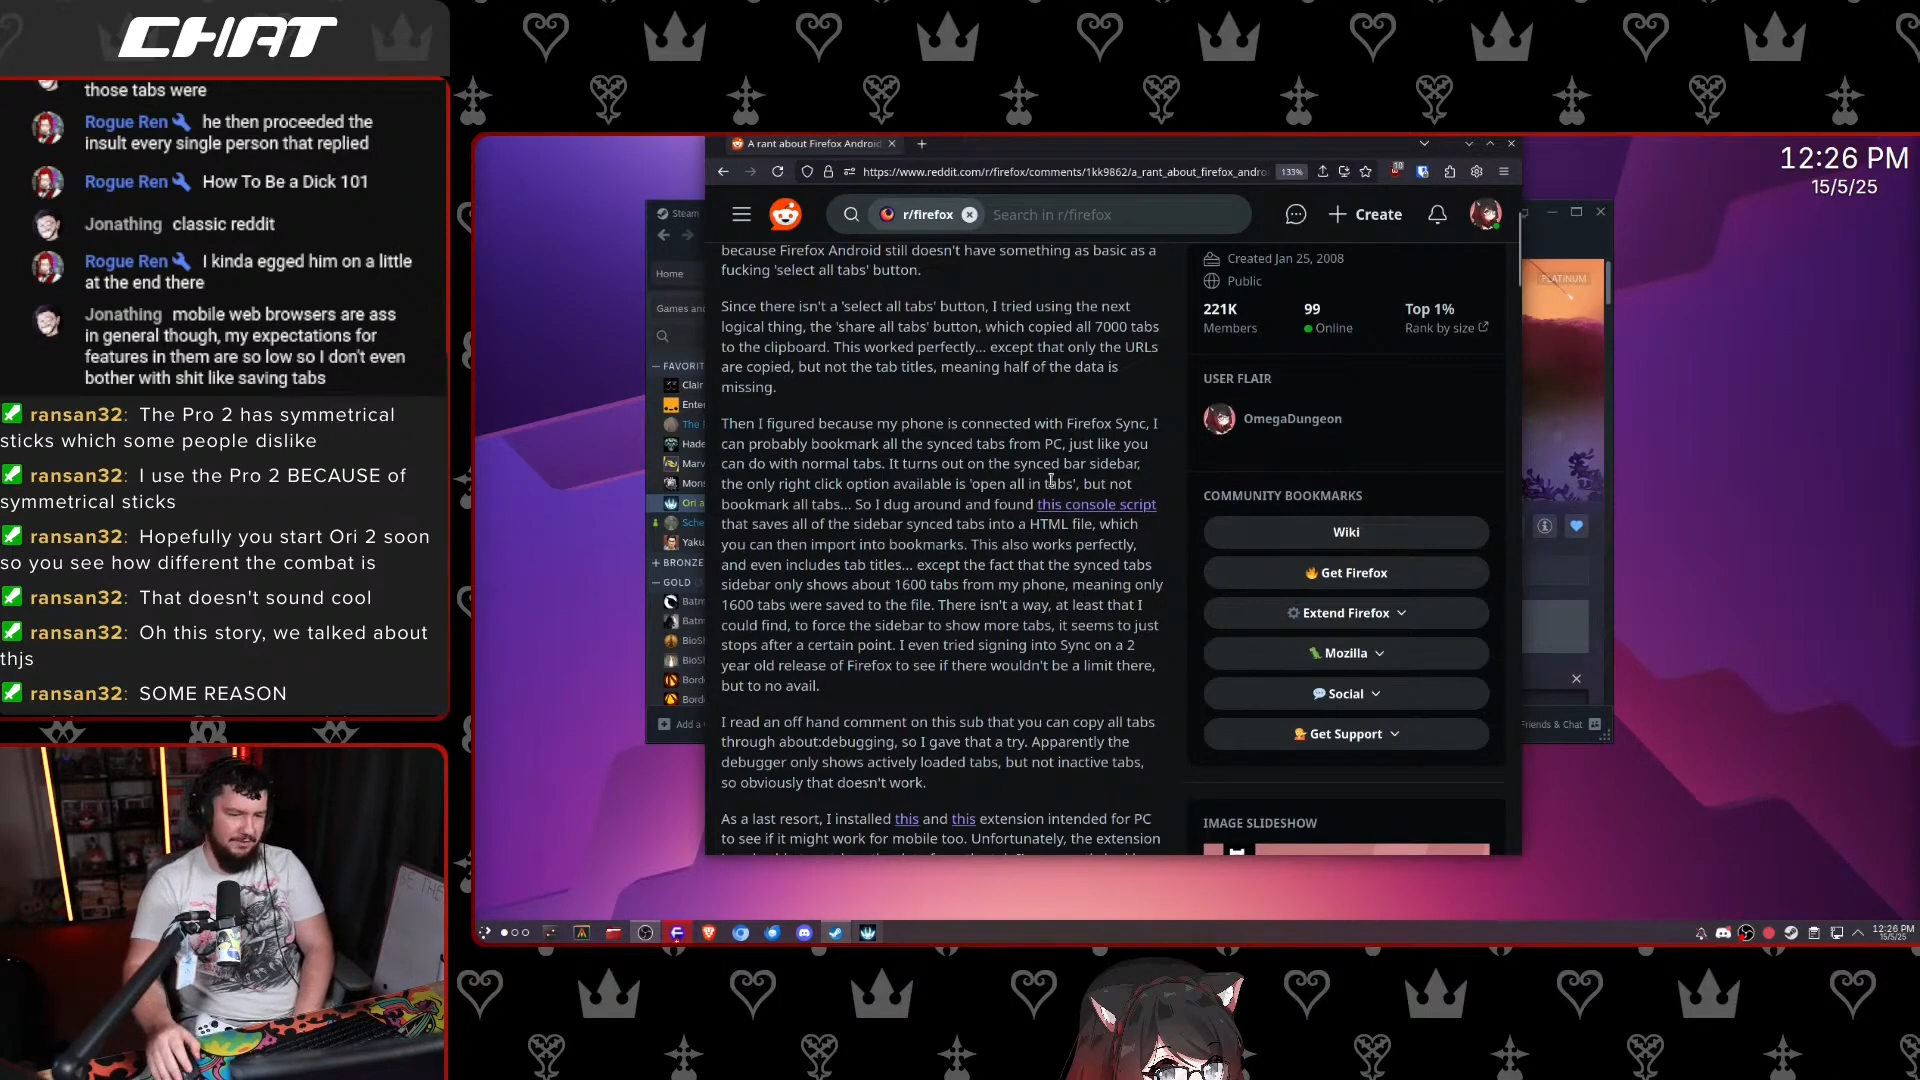 CHAT
those tabs were
Rogue Ren he then proceeded the
insult every single person that replied
Rogue Ren How To Be a Dick 101
Jonathing classic reddit
Rogue Ren I kinda egged him on a little
at the end there
Jonathing mobile web browsers are ass
in general though, my expectations for
features in them are so low so I don't even
bother with shit like saving tabs
ransan32: The Pro 2 has symmetrical
sticks which some people dislike
ransan32: I use the Pro 2 BECAUSE of
symmetrical sticks
ransan32: Hopefully you start Ori 2 soon
so you see how different the combat is
ransan32: That doesn't sound cool
ransan32: Oh this story, we talked about
thjs
ransan32: SOME REASON
12:26 PM
15/5/25
A rant about Firefox Android
https://www.reddit.com/r/firefox/comments/1kk9862/a_rant_about_firefox_andro
133%
r/firefox
Search in r/firefox
Create
because Firefox Android still doesn't have something as basic as a
fucking 'select all tabs' button.
Since there isn't a 'select all tabs' button, I tried using the next
logical thing, the 'share all tabs' button, which copied all 7000 tabs
to the clipboard. This worked perfectly... except that only the URLs
are copied, but not the tab titles, meaning half of the data is
missing.
Then I figured because my phone is connected with Firefox Sync, I
can probably bookmark all the synced tabs from PC, just like you
can do with normal tabs. It turns out on the synced bar sidebar,
the only right click option available is 'open all in tabs', but not
bookmark all tabs... So I dug around and found this console script
that saves all of the sidebar synced tabs into a HTML file, which
you can then import into bookmarks. This also works perfectly,
and even includes tab titles... except the fact that the synced tabs
sidebar only shows about 1600 tabs from my phone, meaning only
1600 tabs were saved to the file. There isn't a way, at least that I
could find, to force the sidebar to show more tabs, it seems to just
stops after a certain point. I even tried signing into Sync on a 2
year old release of Firefox to see if there wouldn't be a limit there,
but to no avail.
I read an off hand comment on this sub that you can copy all tabs
through about:debugging, so I gave that a try. Apparently the
debugger only shows actively loaded tabs, but not inactive tabs,
so obviously that doesn't work.
As a last resort, I installed this and this extension intended for PC
to see if it might work for mobile too. Unfortunately, the extension
Created Jan 25, 2008
Public
221K 99 Top 1%
Members Online Rank by size
USER FLAIR
OmegaDungeon
COMMUNITY BOOKMARKS
Wiki
Get Firefox
Extend Firefox
Mozilla
Social
Get Support
IMAGE SLIDESHOW
Steam
Home
Games and
FAVORIT
Clair
Enter
The
Hade
Marv
Mons
Ori a
Sche
Yaku
BRONZE
GOLD
Batm
Batm
BioS
BioS
Bord
Bord
Add a
PLATINUM
Friends & Chat
12:26 PM
15/5/25